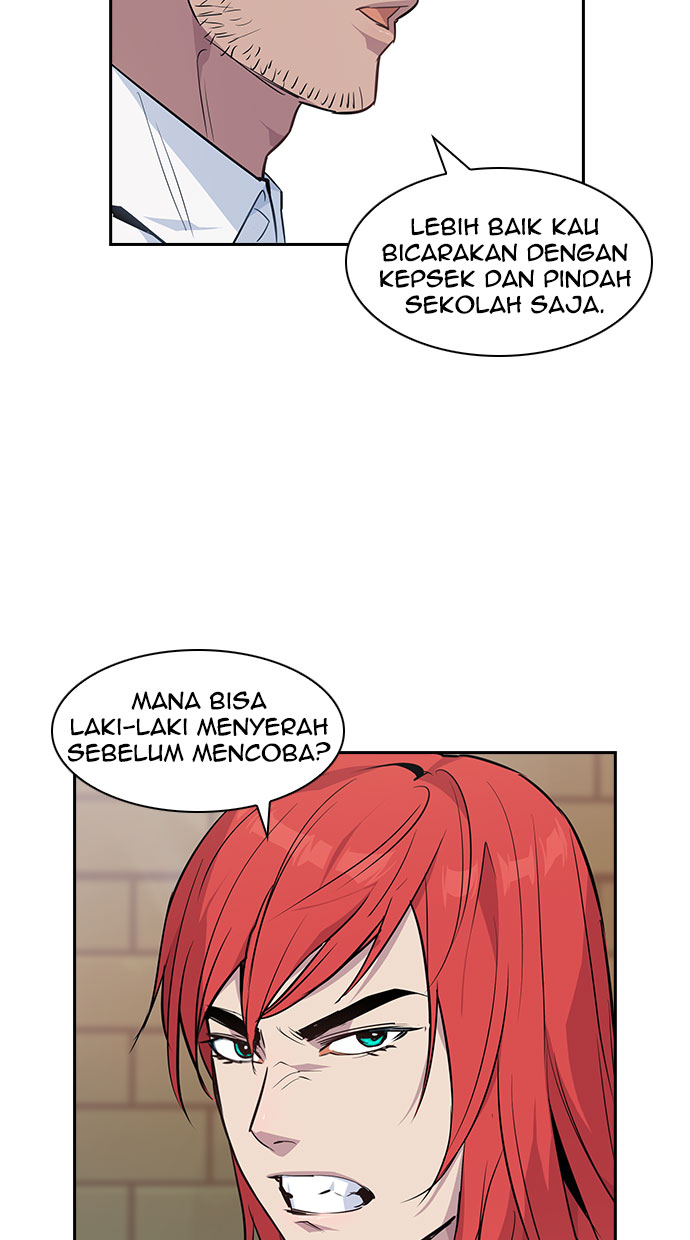 LEBIH BAIK KAU
BICARAKAN DENGAN
KEPSEK DAN PINDAH
SEKOLAH SAJA.
MANA BISA
LAKI-LAKI MENYERAH
SEBELUM MENCOBA?